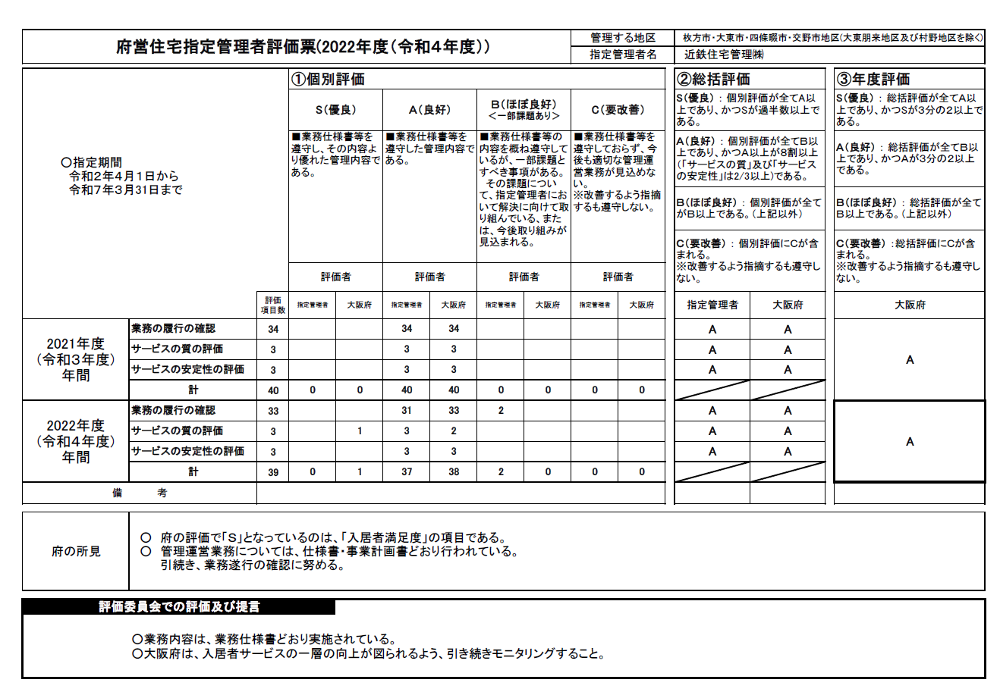 府営住宅指定管理者評価票(2022年度(令和4年度))
管理する地区
枚方市・大東市・四條畷市・交野市地区(大東朋来地区及び村野地区を除く)
指定管理者名
近鉄住宅管理㈱
○指定期間
令和2年4月1日から
令和7年3月31日まで
①個別評価
S(優良)
A(良好)
B(ほぼ良好)
<一部課題あり>
C(要改善)
■業務仕様書等を
遵守し、その内容よ
り優れた管理内容で
ある。
■業務仕様書等を
遵守した管理内容で
ある。
■業務仕様書等の
内容を概ね遵守して
いるが、一部課題と
すべき事項がある。
その課題につい
て、指定管理者にお
いて解決に向けて取
り組んでいる、また
は、今後取り組みが
見込まれる。
■業務仕様書等を
遵守しておらず、今
後も適切な管理運
営業務が見込めな
い。
※改善するよう指摘
するも遵守しない。
評価者 評価者 評価者 評価者
評価
項目数
指定管理者 大阪府 指定管理者 大阪府 指定管理者 大阪府 指定管理者 大阪府
②総括評価
S(優良) : 個別評価が全てA以
上であり、かつSが過半数以上で
ある。
A(良好) : 個別評価が全てB以
上であり、かつA以上が8割以上
(「サービスの質」及び「サービス
の安定性」は2/3以上)である。
B(ほぼ良好) : 個別評価が全て
がB以上である。(上記以外)
C(要改善) : 個別評価にCが含
まれる。
※改善するよう指摘するも遵守し
ない。
指定管理者 大阪府
③年度評価
S(優良) : 総括評価が全てA以
上であり、かつSが3分の2以上で
ある。
A(良好) : 総括評価が全てB以
上であり、かつAが3分の2以上
である。
B(ほぼ良好) : 総括評価が全て
B以上である。(上記以外)
C(要改善) :総括評価にCが含
まれる。
※改善するよう指摘するも遵守し
ない。
大阪府
2021年度
(令和3年度)
年間
業務の履行の確認 34 34 34 A A
サービスの質の評価 3 3 3 A A
サービスの安定性の評価 3 3 3 A A
計 40 0 0 40 40 0 0 0 0
A
2022年度
(令和4年度)
年間
業務の履行の確認 33 31 33 2 A A
サービスの質の評価 3 1 3 2 A A
サービスの安定性の評価 3 3 3 A A
計 39 0 1 37 38 2 0 0 0
A
備 考
府の所見
○ 府の評価で「S」となっているのは、「入居者満足度」の項目である。
○ 管理運営業務については、仕様書・事業計画書どおり行われている。
引続き、業務遂行の確認に努める。
評価委員会での評価及び提言
○業務内容は、業務仕様書どおり実施されている。
○大阪府は、入居者サービスの一層の向上が図られるよう、引き続きモニタリングすること。